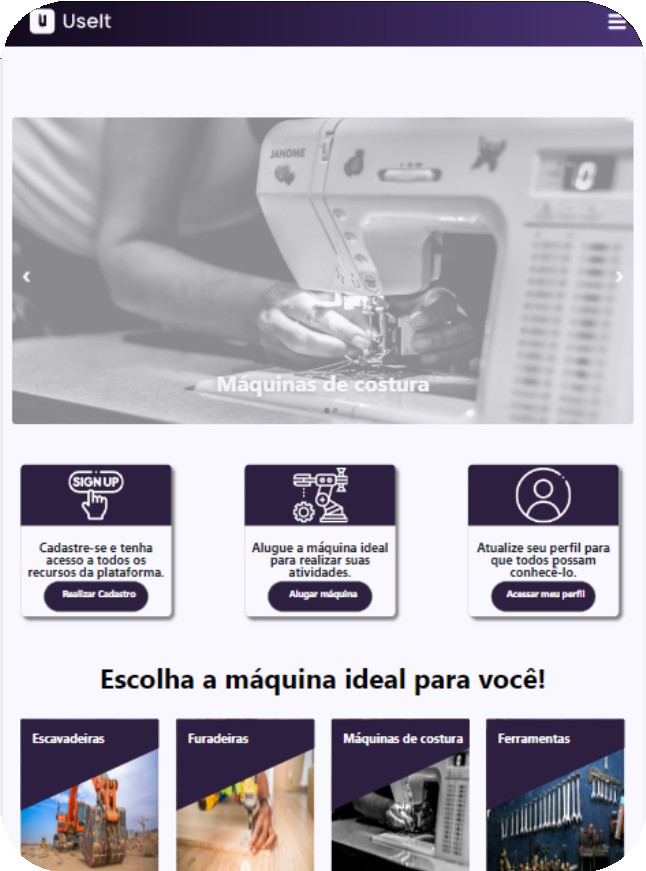 U UseIt
JANOME
0
‹ ›
Máquinas de costura
SIGN UP
Cadastre-se e tenha
acesso a todos os
recursos da plataforma.
Realizar Cadastro
Alugue a máquina ideal
para realizar suas
atividades.
Alugar máquina
Atualize seu perfil para
que todos possam
conhecê-lo.
Acessar meu perfil
Escolha a máquina ideal para você!
Escavadeiras
Furadeiras
Máquinas de costura
Ferramentas